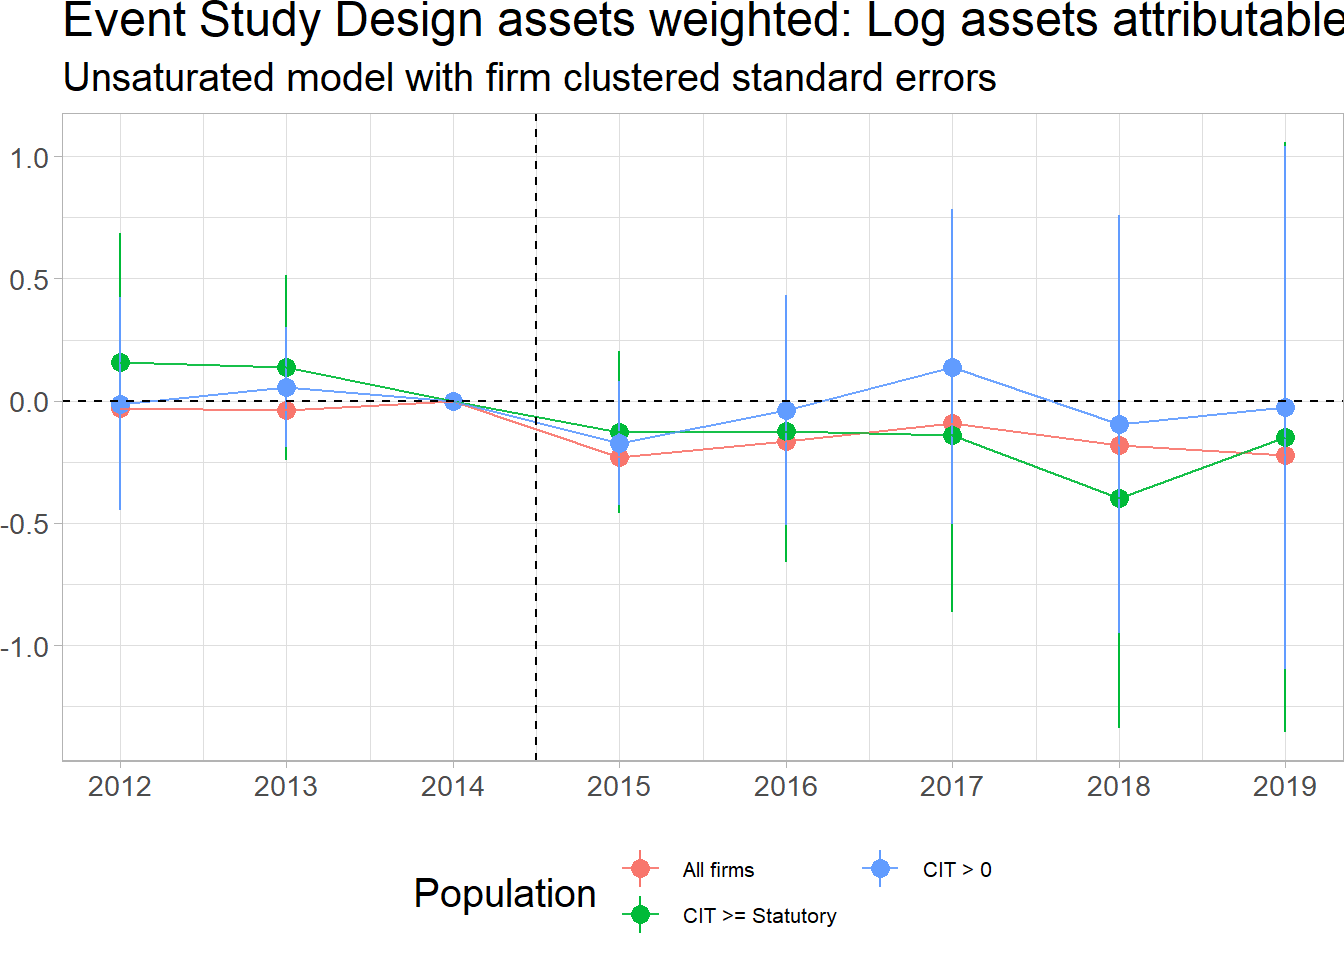 Event Study Design assets weighted: Log assets attributable
Unsaturated model with firm clustered standard errors
1.0
0.5
0.0
-0.5
-1.0
2012 2013 2014 2015 2016 2017 2018 2019
Population
All firms
CIT > 0
CIT >= Statutory